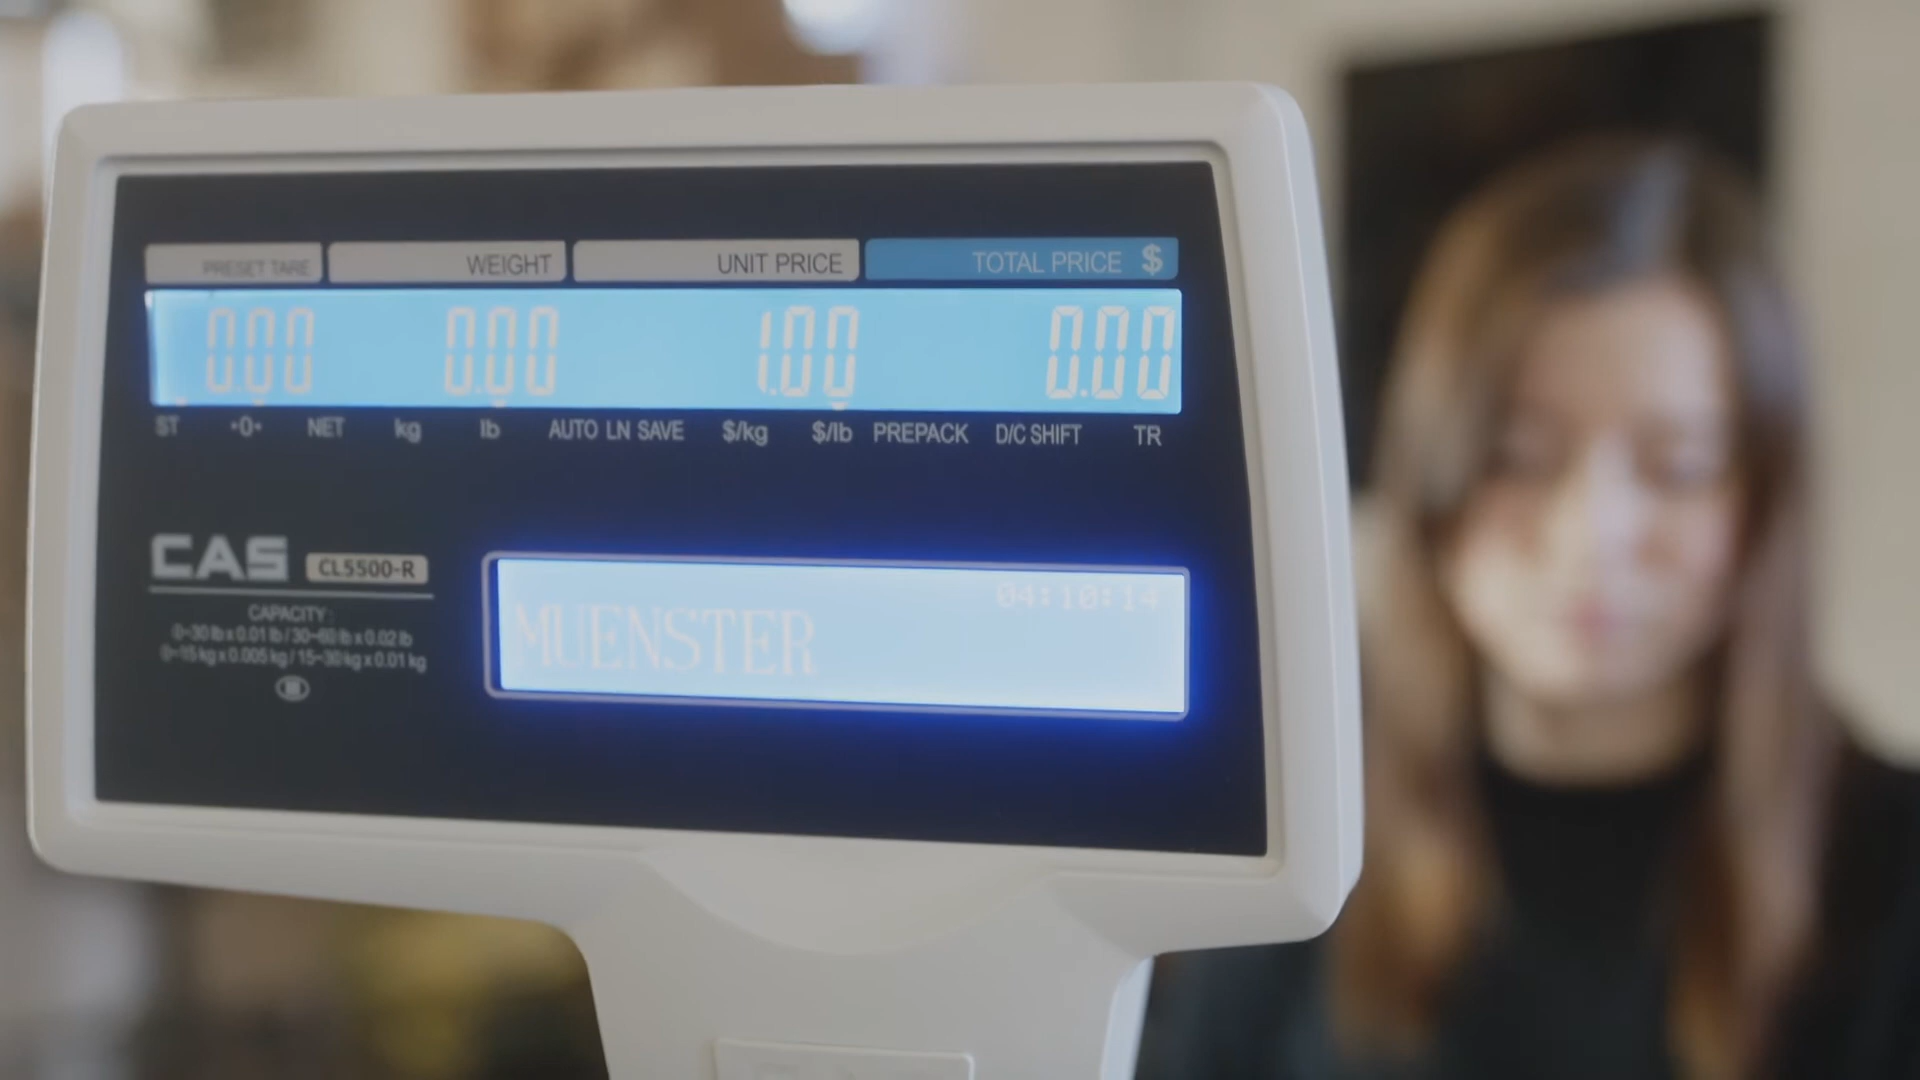 PRESET TARE WEIGHT UNIT PRICE TOTAL PRICE $
0.00 0.00 1.00 0.00
ST →0← NET kg lb AUTO LN SAVE $/kg $/lb PREPACK D/C SHIFT TR
CAS CL5500-R
CAPACITY:
0~30 lb x 0.01 lb / 30~60 lb x 0.02 lb
0~15 kg x 0.005 kg / 15~30 kg x 0.01 kg
III
04:10:14
MUENSTER